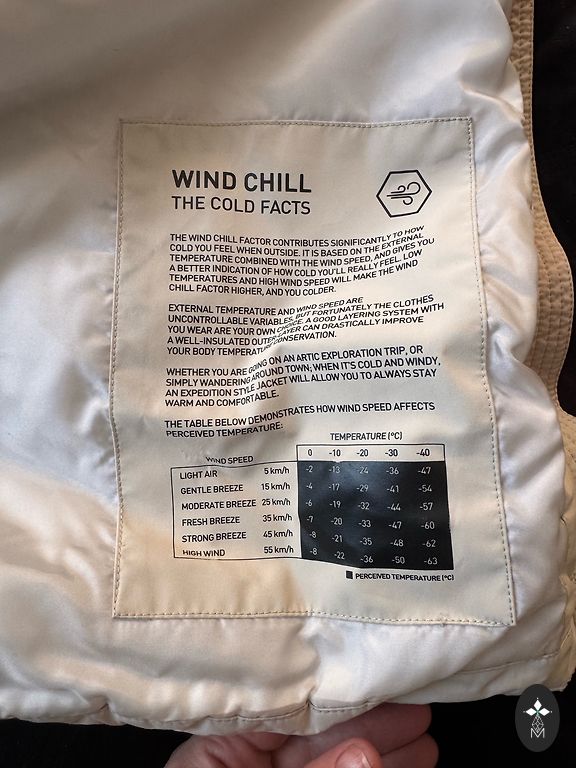 WIND CHILL
THE COLD FACTS
THE WIND CHILL FACTOR CONTRIBUTES SIGNIFICANTLY TO HOW
COLD YOU FEEL WHEN OUTSIDE. IT IS BASED ON THE EXTERNAL
TEMPERATURE COMBINED WITH THE WIND SPEED, AND GIVES YOU
A BETTER INDICATION OF HOW COLD YOU'LL REALLY FEEL. LOW
TEMPERATURES AND HIGH WIND SPEED WILL MAKE THE WIND
CHILL FACTOR HIGHER, AND YOU COLDER.
EXTERNAL TEMPERATURE AND WIND SPEED ARE
UNCONTROLLABLE VARIABLES, BUT FORTUNATELY THE CLOTHES
YOU WEAR ARE YOUR OWN CHOICE. A GOOD LAYERING SYSTEM WITH
A WELL-INSULATED OUTER LAYER CAN DRASTICALLY IMPROVE
YOUR BODY TEMPERATURE CONSERVATION.
WHETHER YOU ARE GOING ON AN ARTIC EXPLORATION TRIP, OR
SIMPLY WANDERING AROUND TOWN; WHEN IT'S COLD AND WINDY,
AN EXPEDITION STYLE JACKET WILL ALLOW YOU TO ALWAYS STAY
WARM AND COMFORTABLE.
THE TABLE BELOW DEMONSTRATES HOW WIND SPEED AFFECTS
PERCEIVED TEMPERATURE:
TEMPERATURE (°C)
WIND SPEED 0 -10 -20 -30 -40
LIGHT AIR 5 km/h -2 -13 -24 -36 -47
GENTLE BREEZE 15 km/h -4 -17 -29 -41 -54
MODERATE BREEZE 25 km/h -6 -19 -32 -44 -57
FRESH BREEZE 35 km/h -7 -20 -33 -47 -60
STRONG BREEZE 45 km/h -8 -21 -35 -48 -62
HIGH WIND 55 km/h -8 -22 -36 -50 -63
PERCEIVED TEMPERATURE (°C)
M